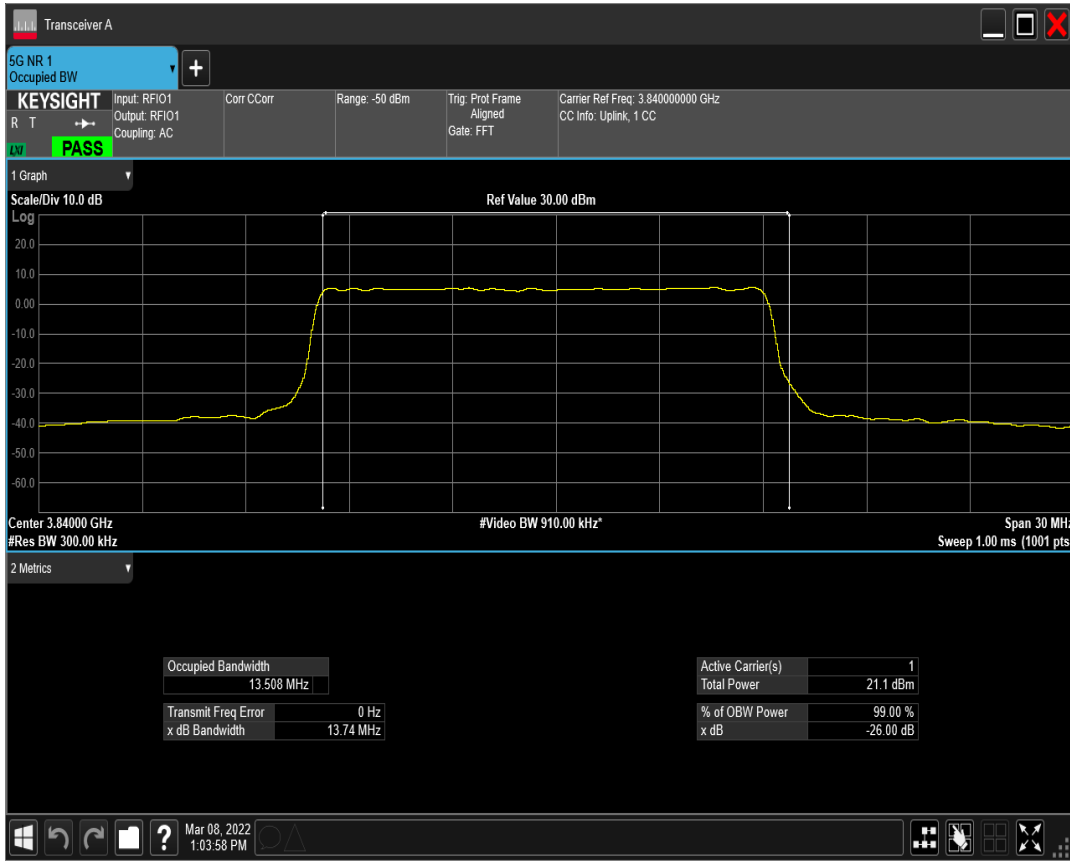 Transceiver A
5G NR 1
Occupied BW
+
KEYSIGHT
R T
LXI
PASS
Input: RFIO1
Output: RFIO1
Coupling: AC
Corr CCorr
Range: -50 dBm
Trig: Prot Frame
Aligned
Gate: FFT
Carrier Ref Freq: 3.840000000 GHz
CC Info: Uplink, 1 CC
1 Graph
Scale/Div 10.0 dB
Ref Value 30.00 dBm
Log
20.0
10.0
0.00
-10.0
-20.0
-30.0
-40.0
-50.0
-60.0
Center 3.84000 GHz
#Video BW 910.00 kHz*
Span 30 MHz
#Res BW 300.00 kHz
Sweep 1.00 ms (1001 pts
2 Metrics
Occupied Bandwidth
13.508 MHz
Transmit Freq Error 0 Hz
x dB Bandwidth 13.74 MHz
Active Carrier(s) 1
Total Power 21.1 dBm
% of OBW Power 99.00 %
x dB -26.00 dB
?
Mar 08, 2022
1:03:58 PM